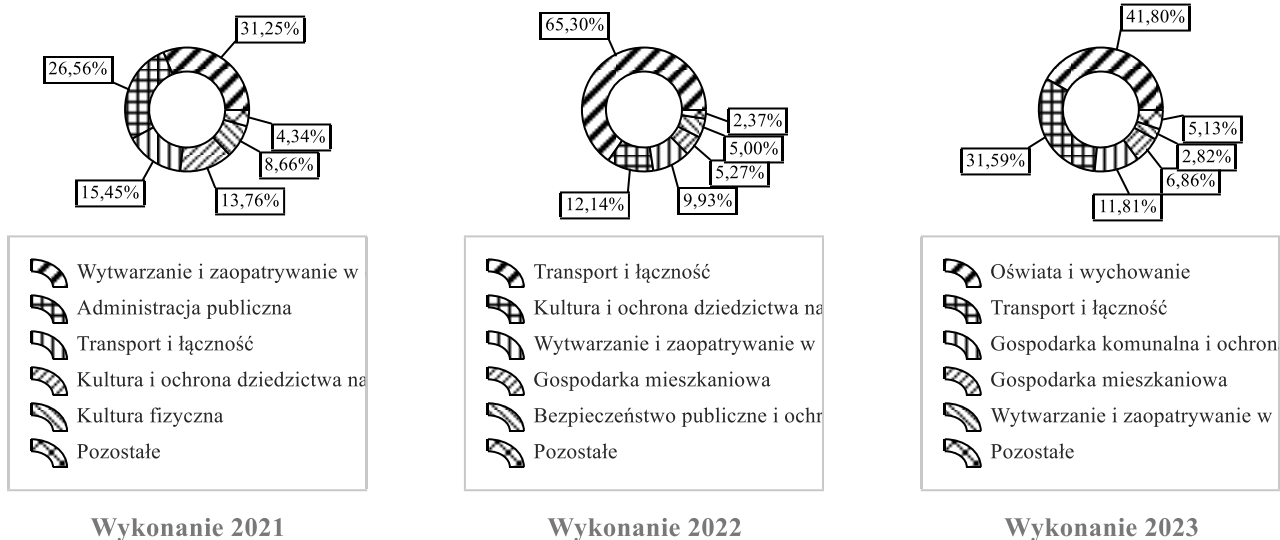 31,25%
26,56%
4,34%
8,66%
15,45%
13,76%
Wytwarzanie i zaopatrywanie w
Administracja publiczna
Transport i łączność
Kultura i ochrona dziedzictwa na
Kultura fizyczna
Pozostałe
Wykonanie 2021
65,30%
2,37%
5,00%
5,27%
12,14%
9,93%
Transport i łączność
Kultura i ochrona dziedzictwa na
Wytwarzanie i zaopatrywanie w
Gospodarka mieszkaniowa
Bezpieczeństwo publiczne i ochr
Pozostałe
Wykonanie 2022
41,80%
5,13%
2,82%
31,59%
6,86%
11,81%
Oświata i wychowanie
Transport i łączność
Gospodarka komunalna i ochron
Gospodarka mieszkaniowa
Wytwarzanie i zaopatrywanie w
Pozostałe
Wykonanie 2023